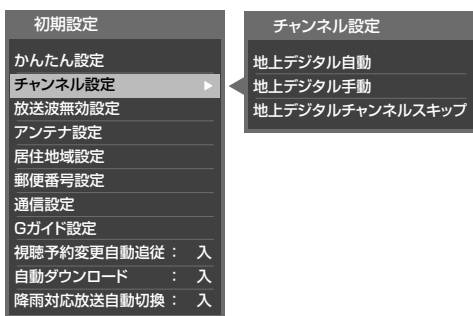 初期設定
かんたん設定
チャンネル設定
放送波無効設定
アンテナ設定
居住地域設定
郵便番号設定
通信設定
Gガイド設定
視聴予約変更自動追従： 入
自動ダウンロード ： 入
降雨対応放送自動切換： 入
チャンネル設定
地上デジタル自動
地上デジタル手動
地上デジタルチャンネルスキップ